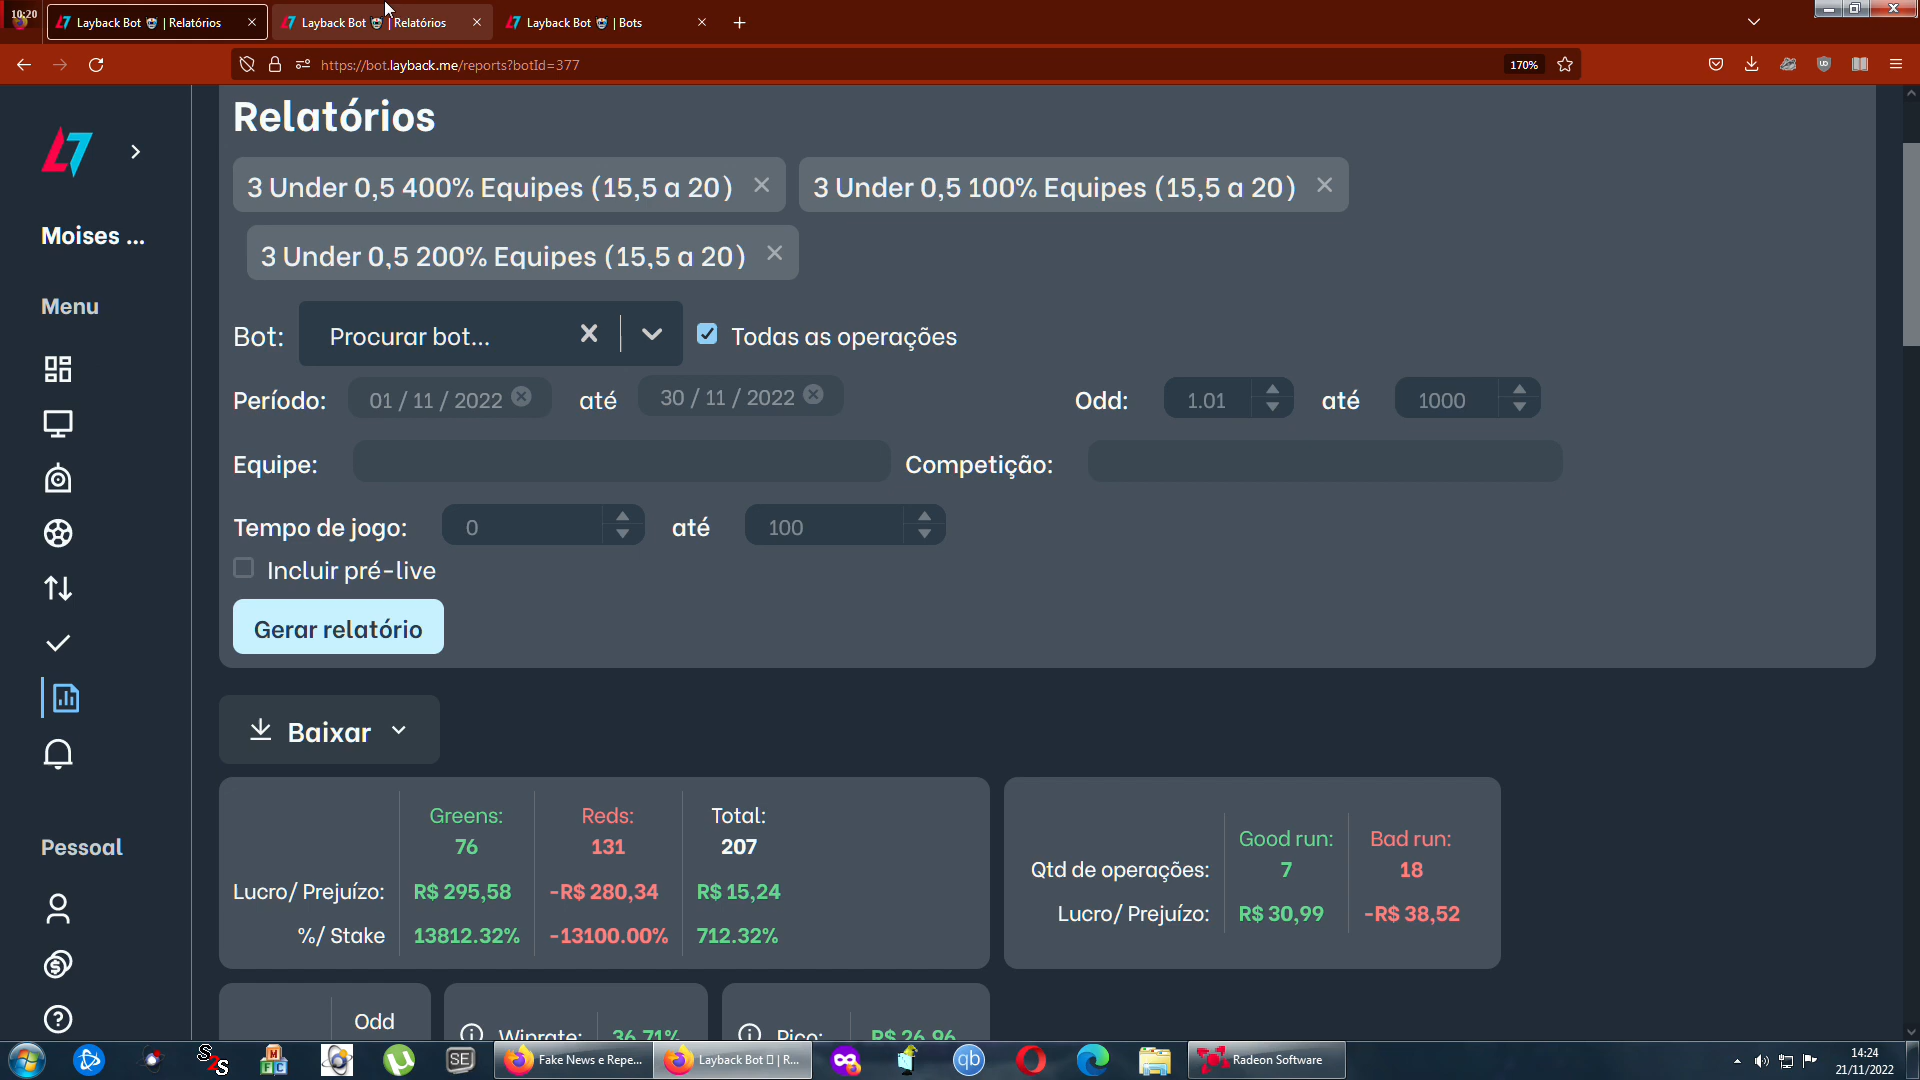 10:20
Layback Bot | Relatórios
Layback Bot | Relatórios
Layback Bot | Bots
https://bot.layback.me/reports?botId=377
170%
Relatórios
3 Under 0,5 400% Equipes (15,5 a 20)
3 Under 0,5 100% Equipes (15,5 a 20)
3 Under 0,5 200% Equipes (15,5 a 20)
Moises ...
Menu
Bot: Procurar bot... Todas as operações
Período: 01 / 11 / 2022 até 30 / 11 / 2022 Odd: 1.01 até 1000
Equipe: Competição:
Tempo de jogo: 0 até 100
Incluir pré-live
Gerar relatório
Baixar
Pessoal
Greens: Reds: Total:
76 131 207
Lucro/ Prejuízo: R$ 295,58 -R$ 280,34 R$ 15,24
%/ Stake 13812.32% -13100.00% 712.32%
Good run: Bad run:
Qtd de operações: 7 18
Lucro/ Prejuízo: R$ 30,99 -R$ 38,52
Odd
Winrate: 36.71%
Pico: R$ 26,96
Fake News e Repe...
Layback Bot | R...
Radeon Software
14:24
21/11/2022